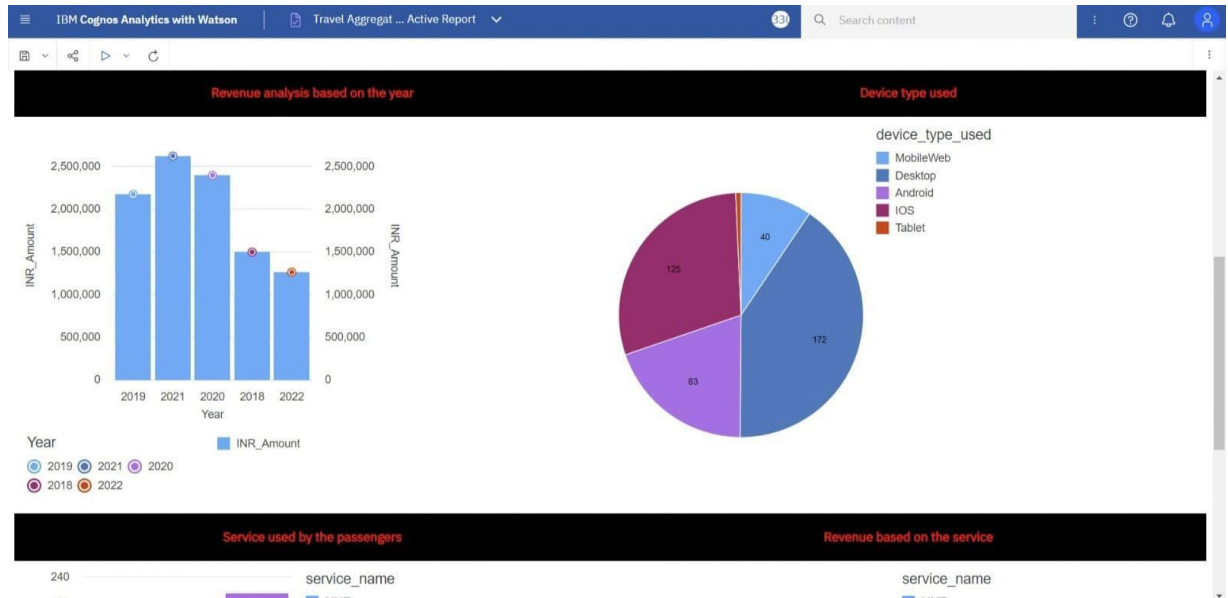 IBM Cognos Analytics with Watson
Travel Aggregat ... Active Report
Search content
Revenue analysis based on the year
Device type used
2,500,000
2,000,000
1,500,000
1,000,000
500,000
0
INR_Amount
2,500,000
2,000,000
1,500,000
1,000,000
500,000
0
INR_Amount
2019 2021 2020 2018 2022
Year
Year
2019 2021 2020
2018 2022
INR_Amount
device_type_used
MobileWeb
Desktop
Android
IOS
Tablet
40
125
172
83
Service used by the passengers
Revenue based on the service
240
service_name
service_name